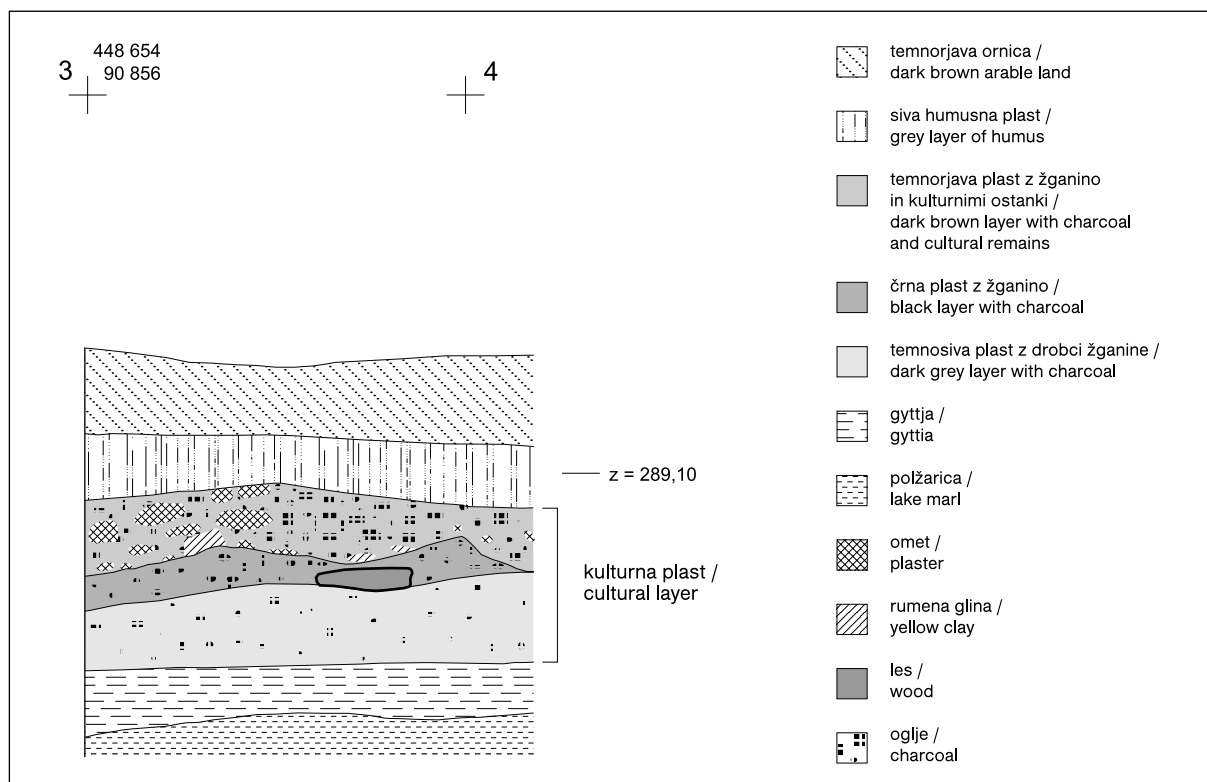 448 654
3 90 856
4
z = 289,10
kulturna plast /
cultural layer
temnorjava ornica /
dark brown arable land
siva humusna plast /
grey layer of humus
temnorjava plast z žganino
in kulturnimi ostanki /
dark brown layer with charcoal
and cultural remains
črna plast z žganino /
black layer with charcoal
temnosiva plast z drobci žganine /
dark grey layer with charcoal
gyttja /
gyttia
polžarica /
lake marl
omet /
plaster
rumena glina /
yellow clay
les /
wood
oglje /
charcoal